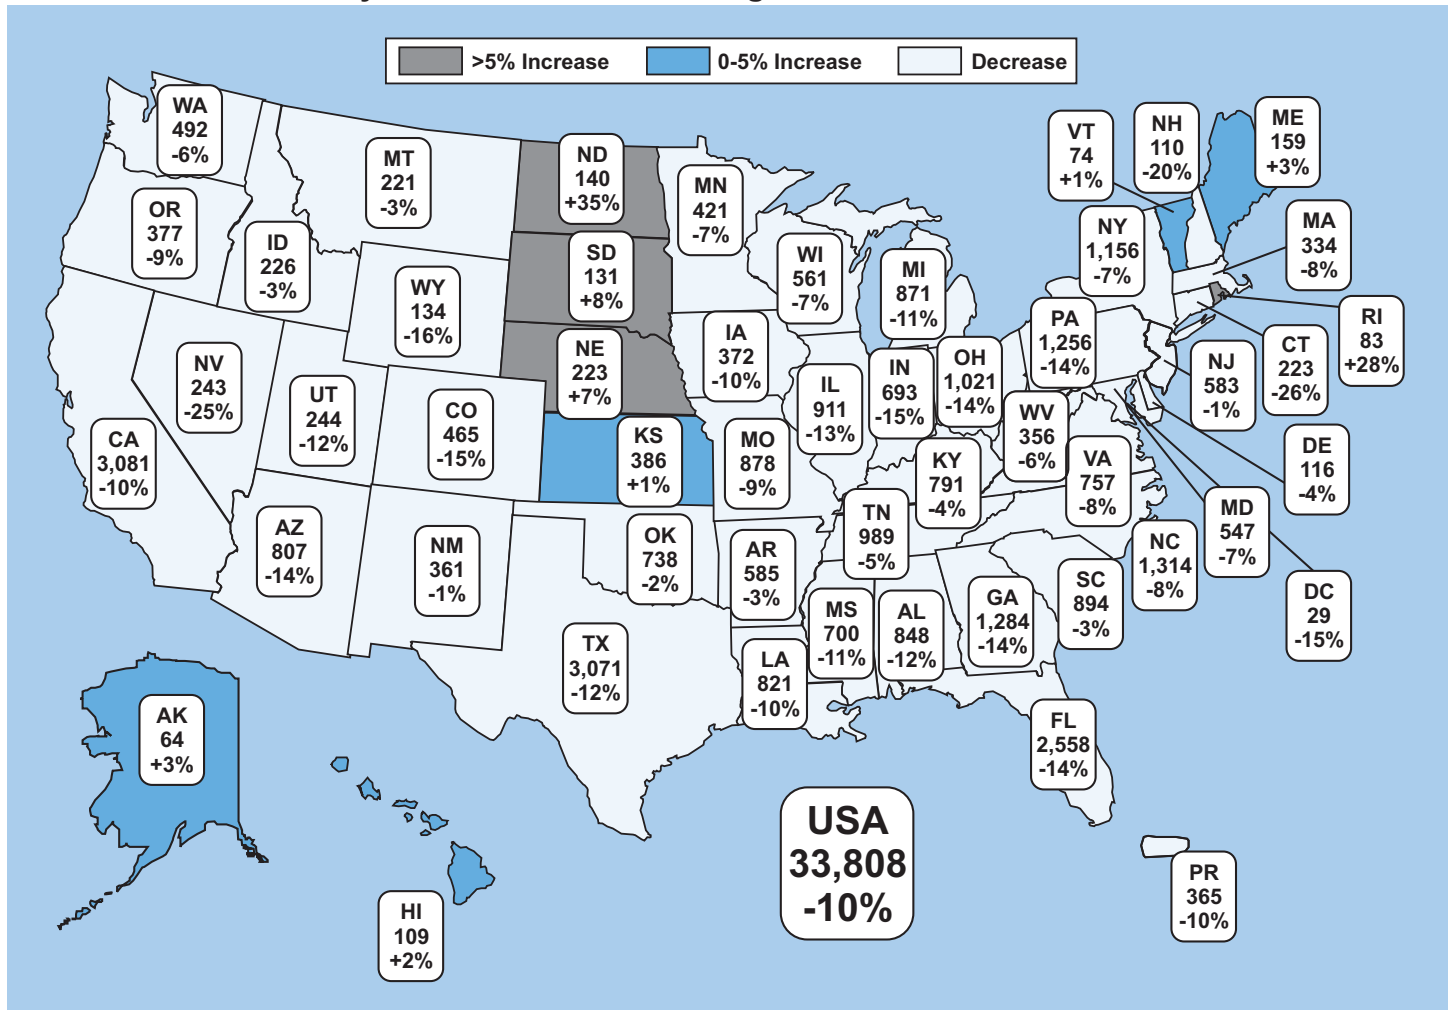 >5% Increase
0-5% Increase
Decrease
WA
492
-6%
MT
221
-3%
ND
140
+35%
MN
421
-7%
VT
74
+1%
NH
110
-20%
ME
159
+3%
OR
377
-9%
ID
226
-3%
WY
134
-16%
SD
131
+8%
WI
561
-7%
MI
871
-11%
NY
1,156
-7%
MA
334
-8%
NV
243
-25%
UT
244
-12%
CO
465
-15%
NE
223
+7%
IA
372
-10%
IL
911
-13%
IN
693
-15%
OH
1,021
-14%
PA
1,256
-14%
NJ
583
-1%
CT
223
-26%
RI
83
+28%
CA
3,081
-10%
KS
386
+1%
MO
878
-9%
KY
791
-4%
WV
356
-6%
VA
757
-8%
DE
116
-4%
AZ
807
-14%
NM
361
-1%
OK
738
-2%
AR
585
-3%
TN
989
-5%
NC
1,314
-8%
MD
547
-7%
DC
29
-15%
TX
3,071
-12%
LA
821
-10%
MS
700
-11%
AL
848
-12%
GA
1,284
-14%
SC
894
-3%
FL
2,558
-14%
AK
64
+3%
HI
109
+2%
USA
33,808
-10%
PR
365
-10%